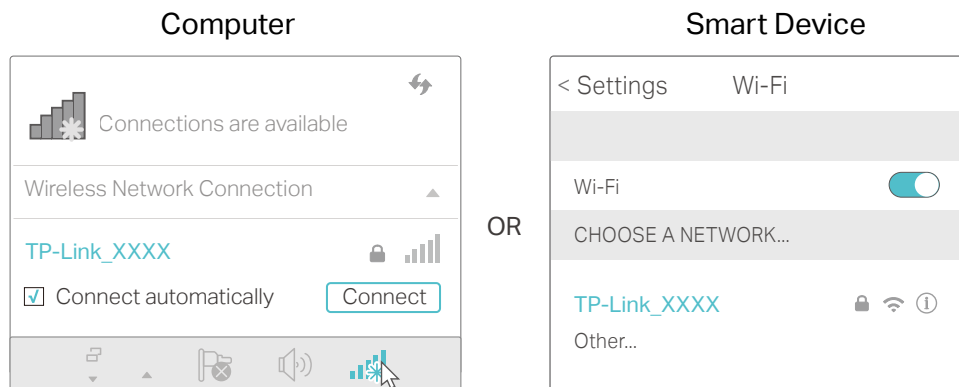 Computer
Connections are available
Wireless Network Connection
TP-Link_XXXX
Connect automatically
Connect
OR
Smart Device
< Settings
Wi-Fi
Wi-Fi
CHOOSE A NETWORK...
TP-Link_XXXX
Other...